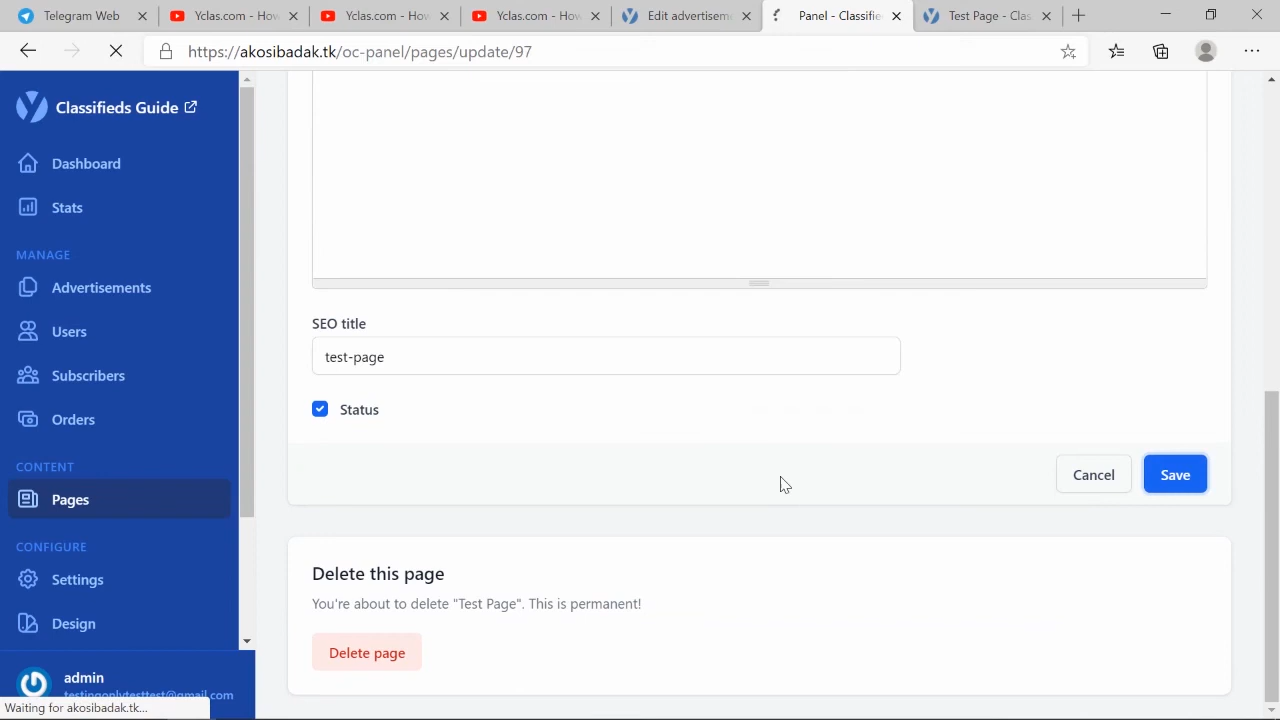 Telegram Web
Yclas.com - How
Yclas.com - How
Yclas.com - How
Edit advertisem
Panel - Classifie
Test Page - Clas
https://akosibadak.tk/oc-panel/pages/update/97
Classifieds Guide
Dashboard
Stats
MANAGE
Advertisements
Users
Subscribers
Orders
CONTENT
Pages
CONFIGURE
Settings
Design
admin
testingonlytesttest@gmail.com
Waiting for akosibadak.tk...
SEO title
test-page
Status
Cancel
Save
Delete this page
You're about to delete "Test Page". This is permanent!
Delete page